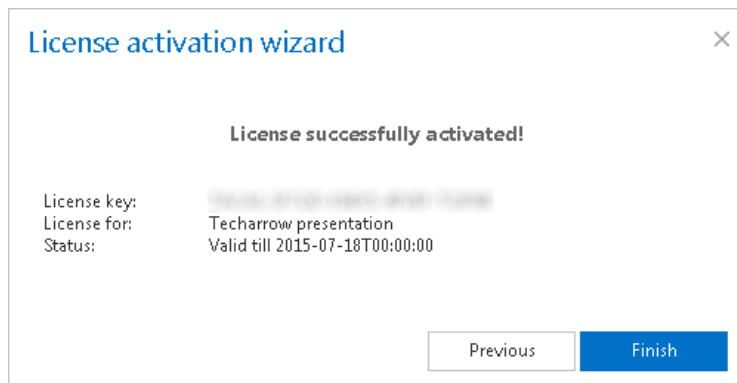 License activation wizard
License successfully activated!
License key:
License for: Techarrow presentation
Status: Valid till 2015-07-18T00:00:00
Previous Finish